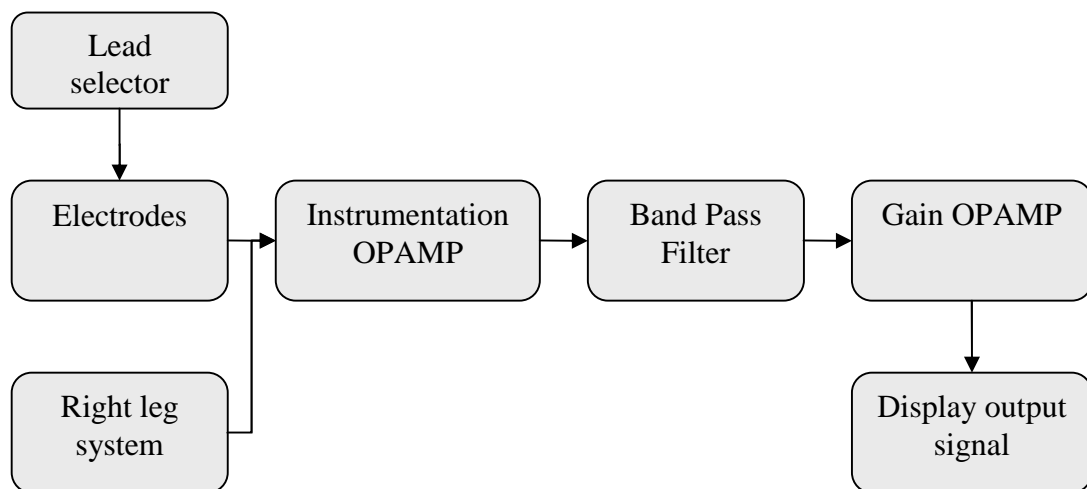 Lead
selector
Electrodes
Instrumentation
OPAMP
Band Pass
Filter
Gain OPAMP
Right leg
system
Display output
signal